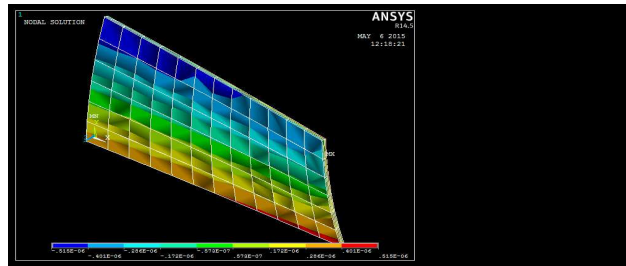 1
NODAL SOLUTION
ANSYS
R14.5
MAY 6 2015
12:18:21
MN
X
MX
-.515E-06 -.286E-06 -.573E-07 .172E-06 .401E-06
-.401E-06 -.172E-06 .573E-07 .286E-06 .515E-06